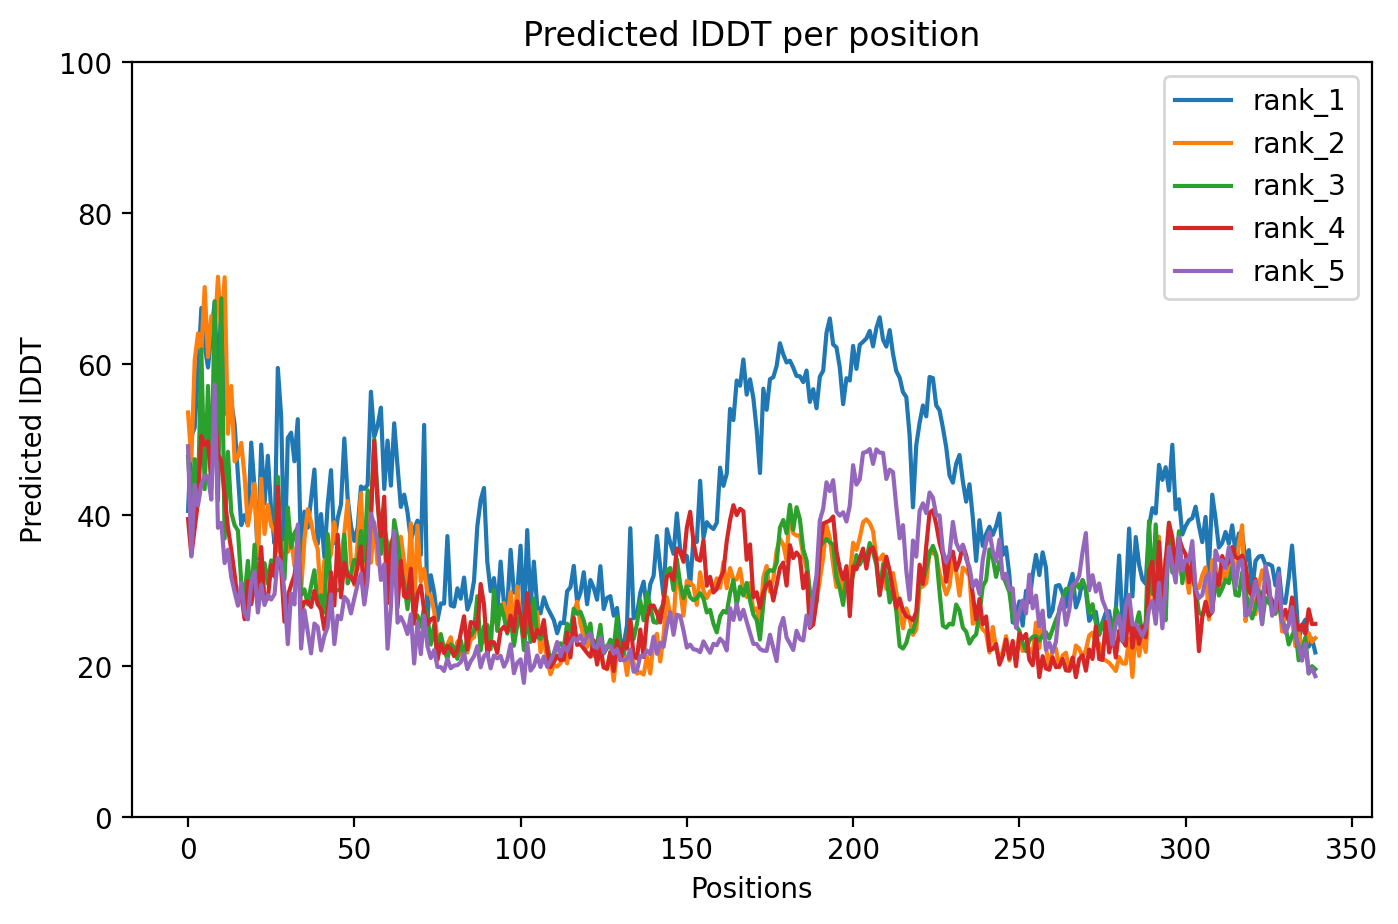 Predicted lDDT per position
100
80
60
40
20
0
Predicted lDDT
rank_1
rank_2
rank_3
rank_4
rank_5
0 50 100 150 200 250 300 350
Positions